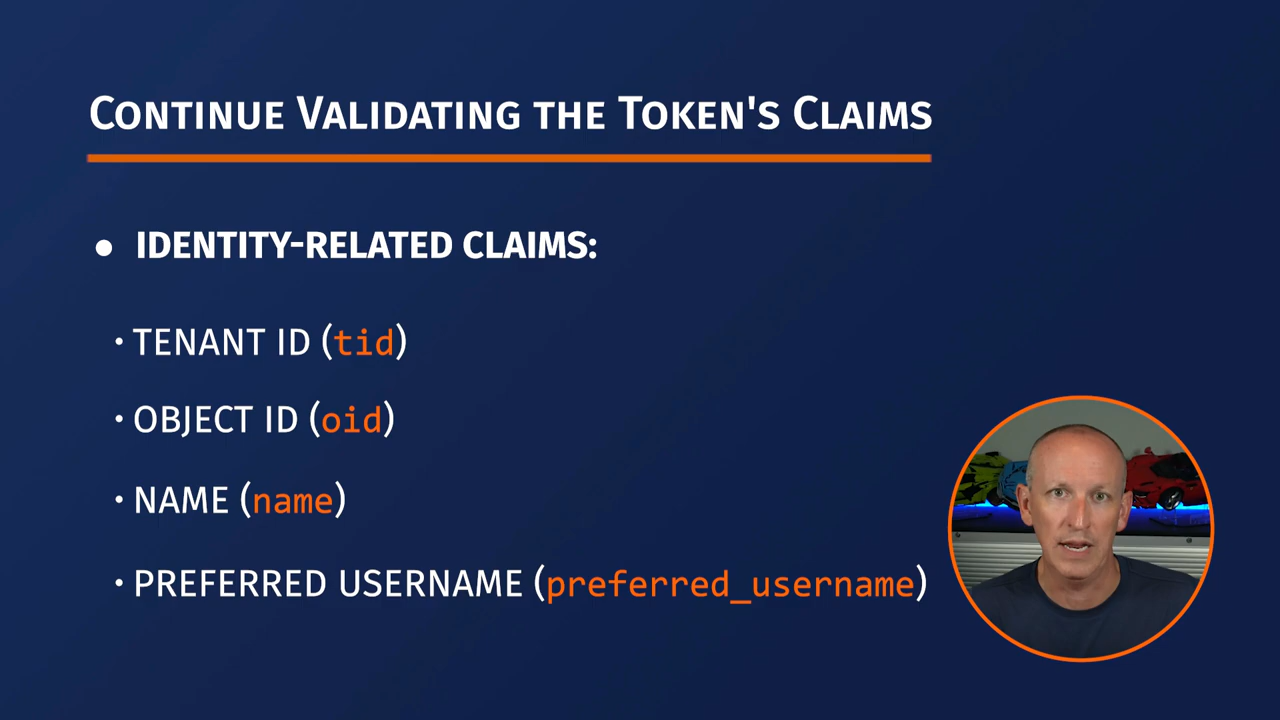 Continue Validating the Token's Claims
● IDENTITY-RELATED CLAIMS:
· TENANT ID (tid)
· OBJECT ID (oid)
· NAME (name)
· PREFERRED USERNAME (preferred_username)